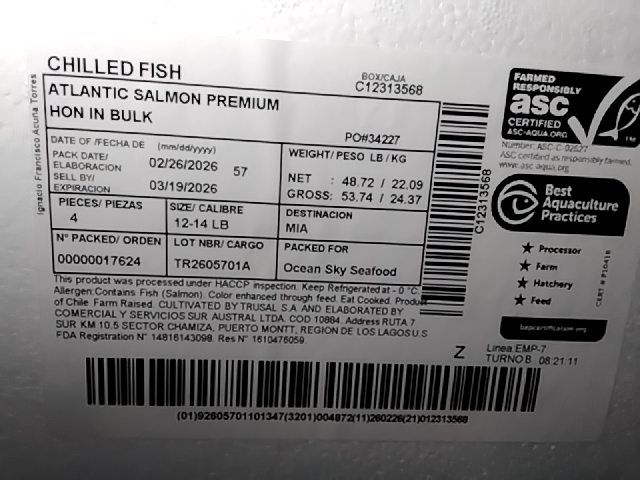 CHILLED FISH
BOX/CAJA
C12313568
ATLANTIC SALMON PREMIUM
HON IN BULK
PO#34227
DATE OF /FECHA DE (mm/dd/yyyy)
PACK DATE/
ELABORACION 02/26/2026 57
SELL BY/
EXPIRACION 03/19/2026
WEIGHT/ PESO LB / KG
NET : 48.72 / 22.09
GROSS: 53.74 / 24.37
PIECES/ PIEZAS
4
SIZE/ CALIBRE
12-14 LB
DESTINACION
MIA
N° PACKED/ ORDEN
00000017624
LOT NBR/ CARGO
TR2605701A
PACKED FOR
Ocean Sky Seafood
This product was processed under HACCP inspection. Keep Refrigerated at - 0 °C.
Allergen:Contains Fish (Salmon). Color enhanced through feed. Eat Cooked. Product
of Chile Farm Raised. CULTIVATED BY TRUSAL S.A AND ELABORATED BY
COMERCIAL Y SERVICIOS SUR AUSTRAL LTDA. COD 10884. Address RUTA 7
SUR KM 10.5 SECTOR CHAMIZA, PUERTO MONTT, REGION DE LOS LAGOS U.S
FDA Registration N° 14816143098. Res N° 1610476059.
Z
Linea:EMP-7
TURNO B 08:21:11
(01)92605701101347(3201)004872(11)260226(21)012313568
Ignacio Francisco Acuna Torres
C12313568
FARMED
RESPONSIBLY
asc
CERTIFIED
ASC-AQUA.ORG
TM
Number: ASC-C-02527
ASC certified as responsibly farmed.
www.asc-aqua.org
Best
Aquaculture
Practices
Processor
Farm
Hatchery
Feed
CERT # P10418
bapcertification.org